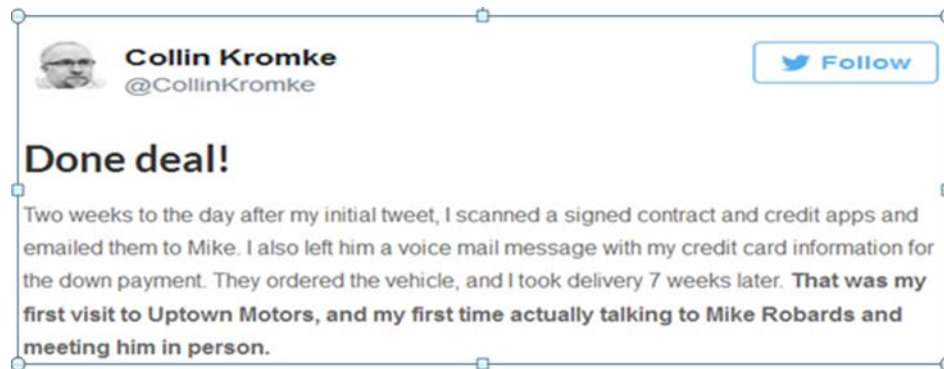 Collin Kromke
@CollinKromke
Follow
Done deal!
Two weeks to the day after my initial tweet, I scanned a signed contract and credit apps and
emailed them to Mike. I also left him a voice mail message with my credit card information for
the down payment. They ordered the vehicle, and I took delivery 7 weeks later. That was my
first visit to Uptown Motors, and my first time actually talking to Mike Robards and
meeting him in person.